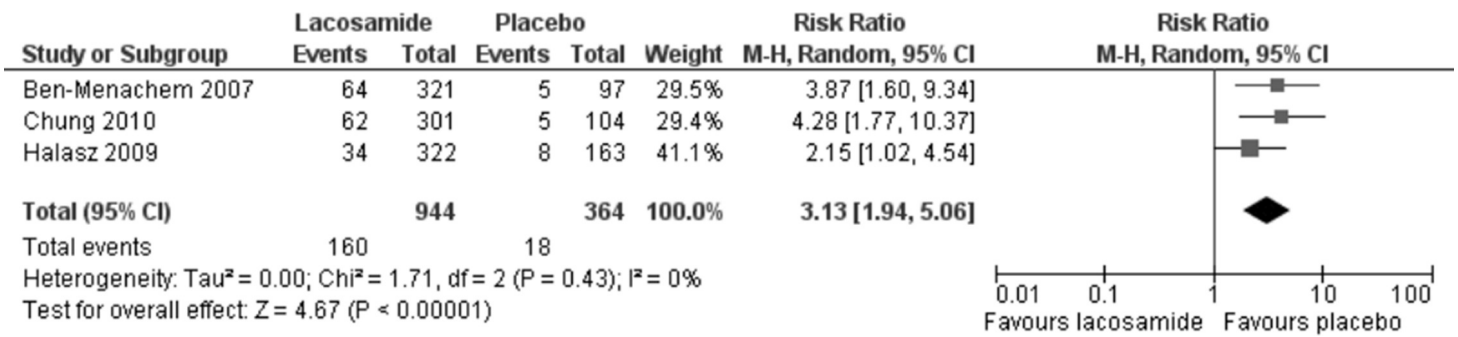 Lacosamide Placebo Risk Ratio Risk Ratio
Study or Subgroup Events Total Events Total Weight M-H, Random, 95% CI M-H, Random, 95% CI
Ben-Menachem 2007 64 321 5 97 29.5% 3.87 [1.60, 9.34]
Chung 2010 62 301 5 104 29.4% 4.28 [1.77, 10.37]
Halasz 2009 34 322 8 163 41.1% 2.15 [1.02, 4.54]
Total (95% CI) 944 364 100.0% 3.13 [1.94, 5.06]
Total events 160 18
Heterogeneity: Tau² = 0.00; Chi² = 1.71, df = 2 (P = 0.43); I² = 0%
Test for overall effect: Z = 4.67 (P < 0.00001)
0.01 0.1 1 10 100
Favours lacosamide Favours placebo